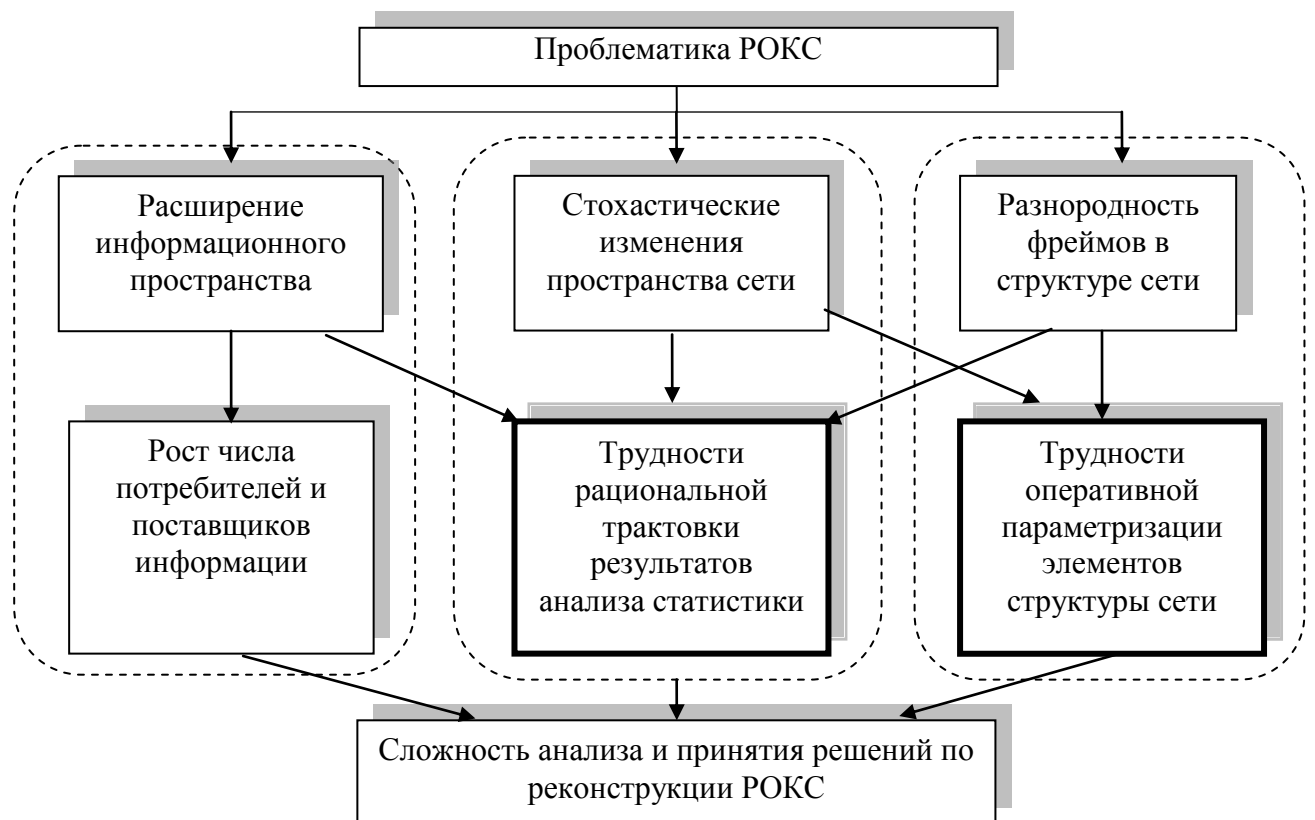 Проблематика РОКС
Расширение
информационного
пространства
Стохастические
изменения
пространства сети
Разнородность
фреймов в
структуре сети
Рост числа
потребителей и
поставщиков
информации
Трудности
рациональной
трактовки
результатов
анализа статистики
Трудности
оперативной
параметризации
элементов
структуры сети
Сложность анализа и принятия решений по
реконструкции РОКС